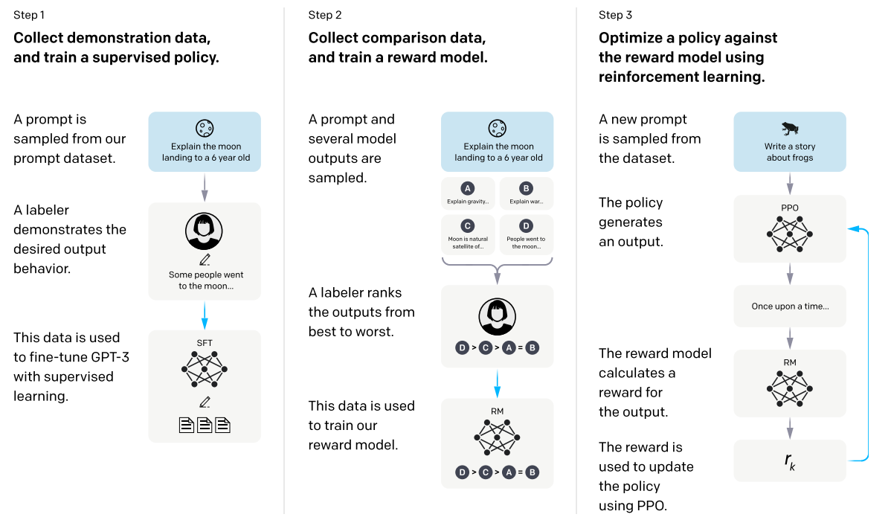 Step 1
Collect demonstration data,
and train a supervised policy.
A prompt is
sampled from our
prompt dataset.
Explain the moon
landing to a 6 year old
A labeler
demonstrates the
desired output
behavior.
Some people went
to the moon...
This data is used
to fine-tune GPT-3
with supervised
learning.
SFT
Step 2
Collect comparison data,
and train a reward model.
A prompt and
several model
outputs are
sampled.
Explain the moon
landing to a 6 year old
A
Explain gravity...
B
Explain war...
C
Moon is natural
satellite of...
D
People went to
the moon...
A labeler ranks
the outputs from
best to worst.
D > C > A = B
This data is used
to train our
reward model.
RM
D > C > A = B
Step 3
Optimize a policy against
the reward model using
reinforcement learning.
A new prompt
is sampled from
the dataset.
Write a story
about frogs
The policy
generates
an output.
PPO
Once upon a time...
The reward model
calculates a
reward for
the output.
RM
The reward is
used to update
the policy
using PPO.
rk